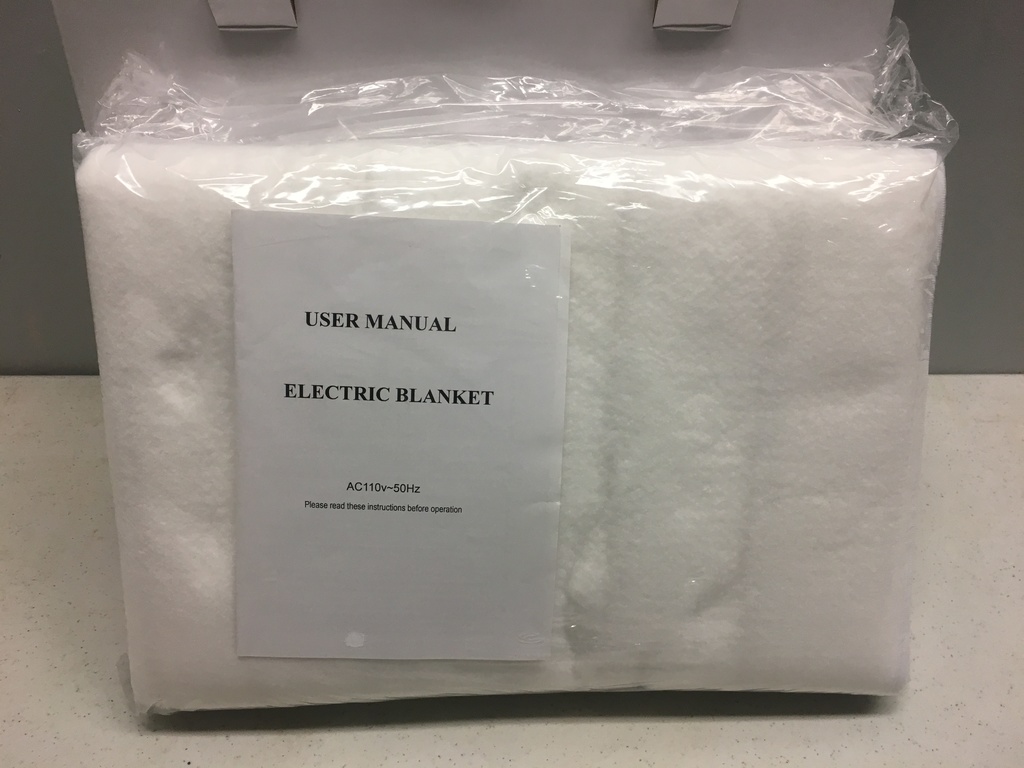 USER MANUAL
ELECTRIC BLANKET
AC110v~50Hz
Please read these instructions before operation